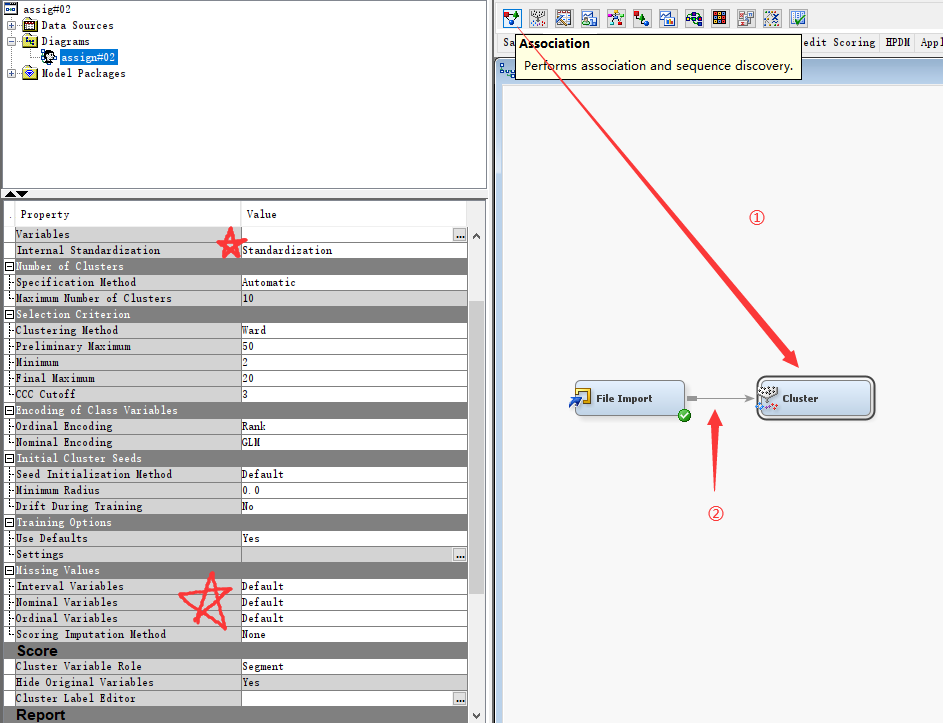 assig#02
Data Sources
Diagrams
assign#02
Model Packages
Property Value
Variables ...
Internal Standardization Standardization
Number of Clusters
Specification Method Automatic
Maximum Number of Clusters 10
Selection Criterion
Clustering Method Ward
Preliminary Maximum 50
Minimum 2
Final Maximum 20
CCC Cutoff 3
Encoding of Class Variables
Ordinal Encoding Rank
Nominal Encoding GLM
Initial Cluster Seeds
Seed Initialization Method Default
Minimum Radius 0.0
Drift During Training No
Training Options
Use Defaults Yes
Settings ...
Missing Values
Interval Variables Default
Nominal Variables Default
Ordinal Variables Default
Scoring Imputation Method None
Score
Cluster Variable Role Segment
Hide Original Variables Yes
Cluster Label Editor ...
Report
Association
Performs association and sequence discovery.
Sa
edit Scoring HPDM Appl
①
File Import
Cluster
②